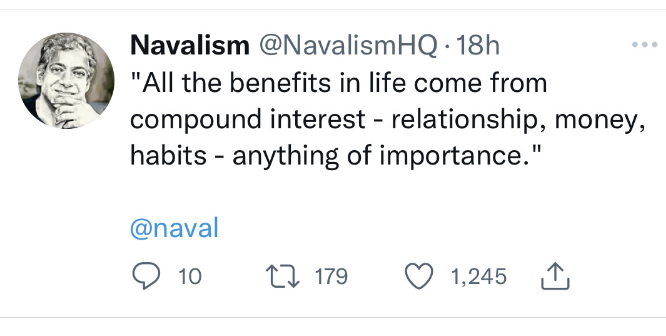 Navalism @NavalismHQ · 18h
"All the benefits in life come from
compound interest - relationship, money,
habits - anything of importance."
@naval
10 179 1,245